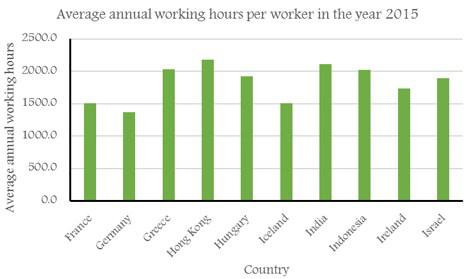 Average annual working hours per worker in the year 2015
Average annual working hours
2500.0
2000.0
1500.0
1000.0
500.0
0.0
France
Germany
Greece
Hong Kong
Hungary
Iceland
India
Indonesia
Ireland
Israel
Country